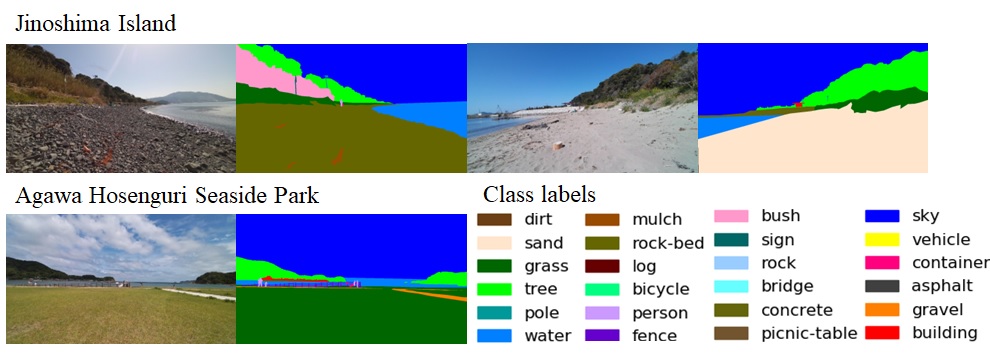 Jinoshima Island
Agawa Hosenguri Seaside Park
Class labels
dirt
sand
grass
tree
pole
water
mulch
rock-bed
log
bicycle
person
fence
bush
sign
rock
bridge
concrete
picnic-table
sky
vehicle
container
asphalt
gravel
building